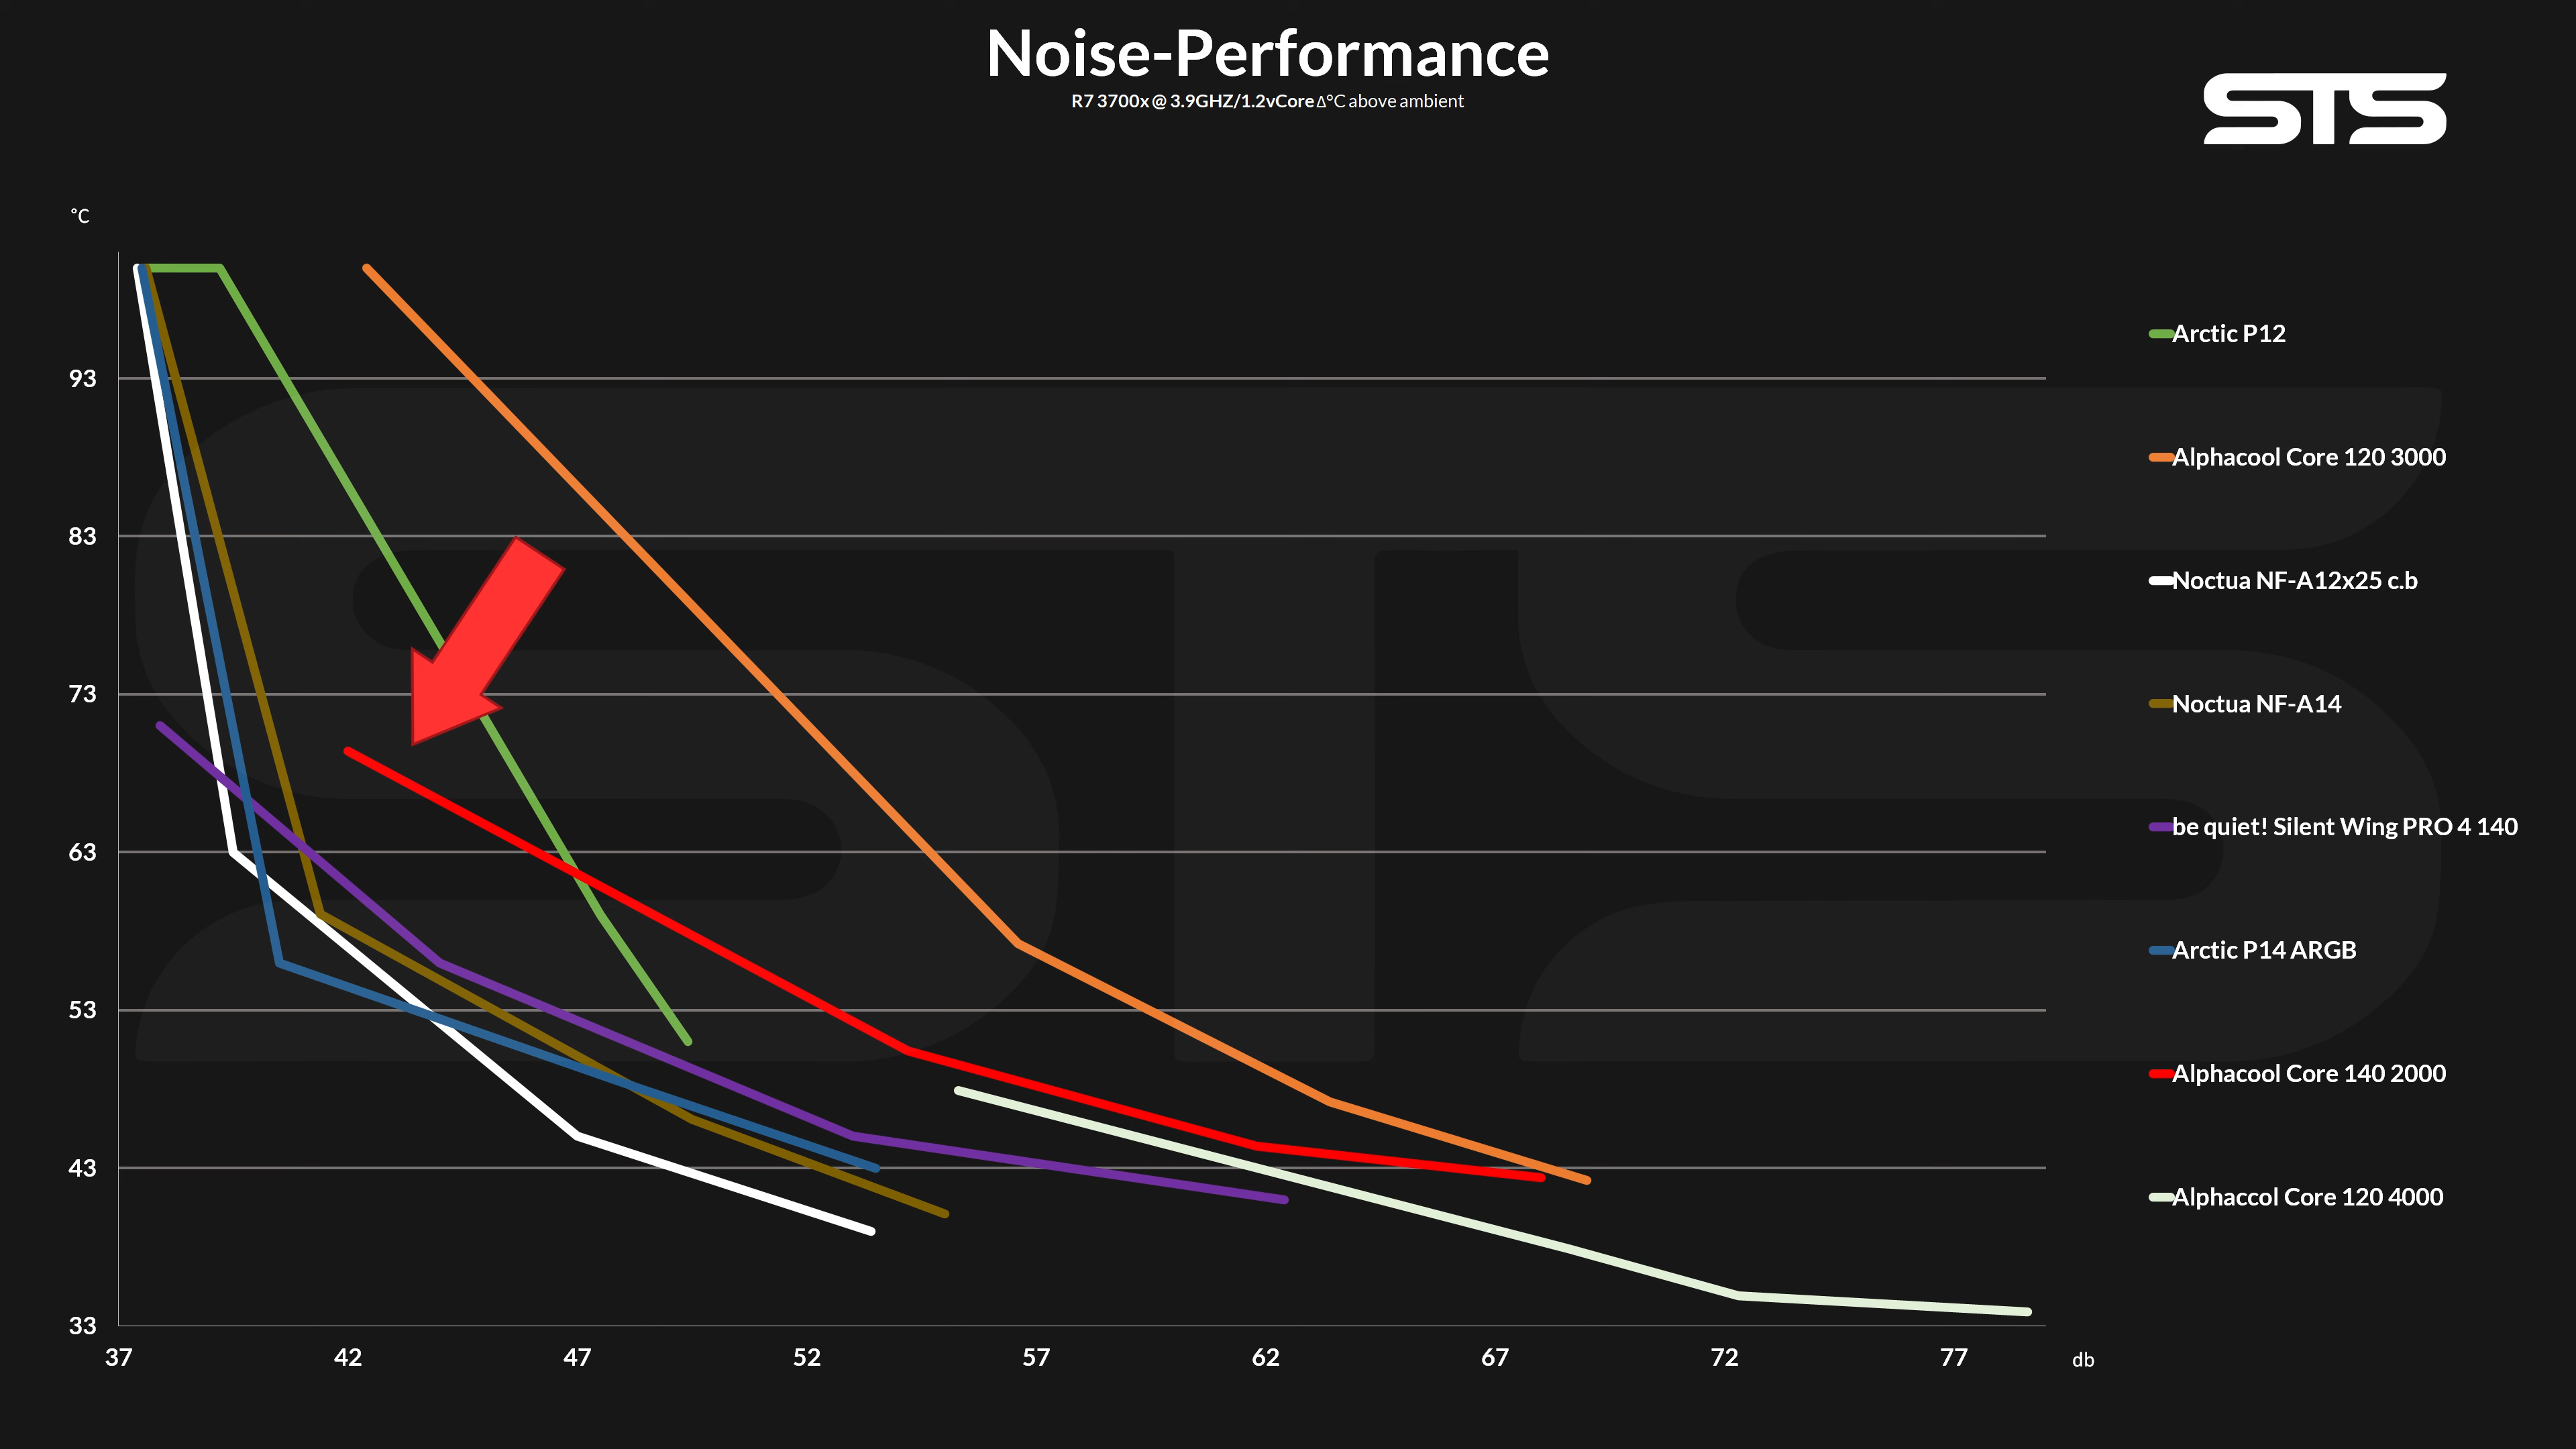 Noise-Performance
R7 3700x @ 3.9GHZ/1.2vCore Δ°C above ambient
STS
°C
93
83
73
63
53
43
33
37 42 47 52 57 62 67 72 77 db
Arctic P12
Alphacool Core 120 3000
Noctua NF-A12x25 c.b
Noctua NF-A14
be quiet! Silent Wing PRO 4 140
Arctic P14 ARGB
Alphacool Core 140 2000
Alphaccol Core 120 4000